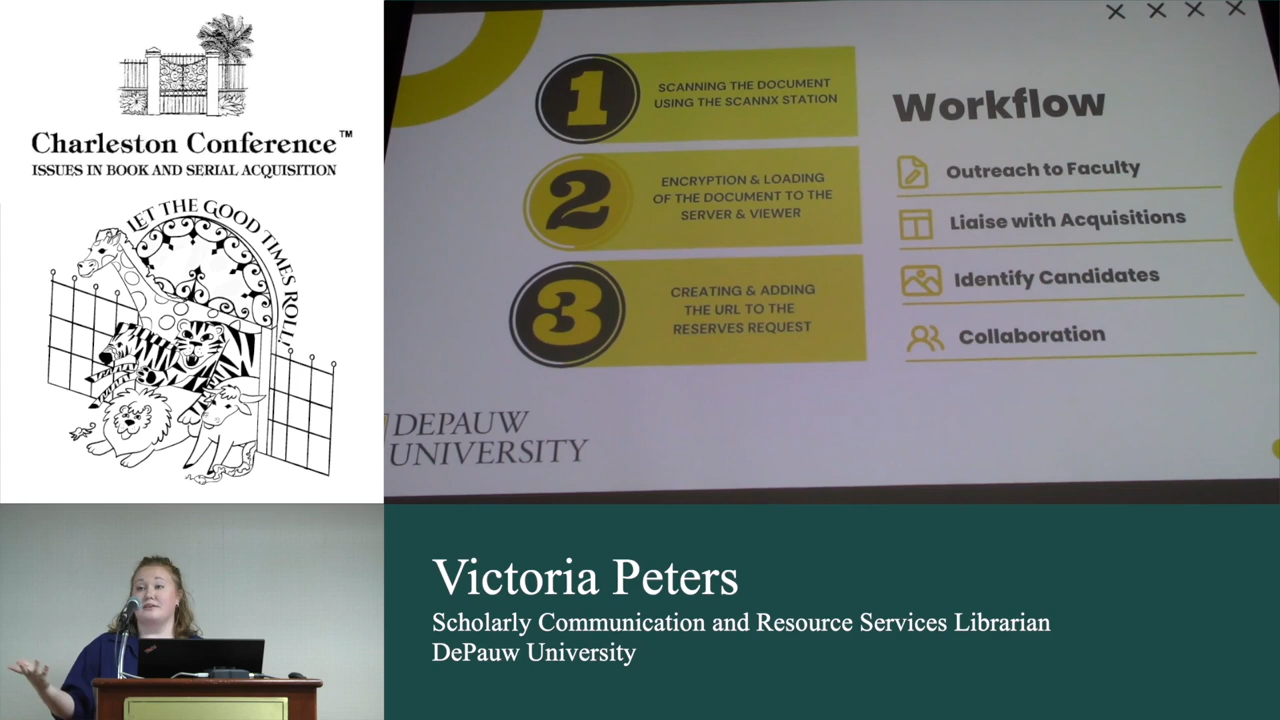 Charleston Conference™
ISSUES IN BOOK AND SERIAL ACQUISITION
LET THE GOOD TIMES ROLL!
1
SCANNING THE DOCUMENT
USING THE SCANNX STATION
2
ENCRYPTION & LOADING
OF THE DOCUMENT TO THE
SERVER & VIEWER
3
CREATING & ADDING
THE URL TO THE
RESERVES REQUEST
Workflow
Outreach to Faculty
Liaise with Acquisitions
Identify Candidates
Collaboration
DEPAUW
UNIVERSITY
Victoria Peters
Scholarly Communication and Resource Services Librarian
DePauw University